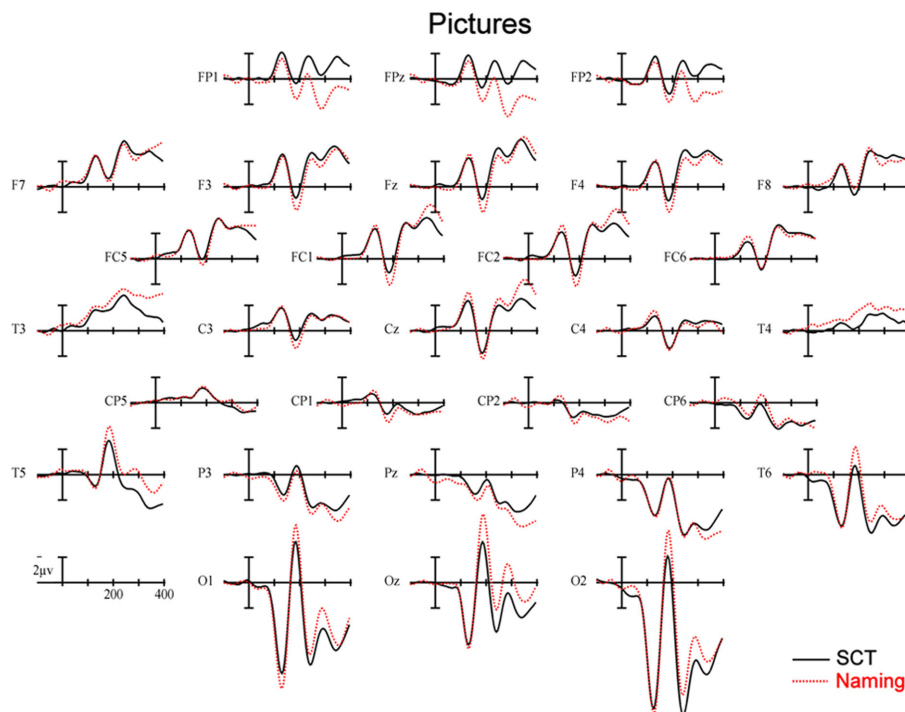 Pictures
FP1 FPz FP2
F7 F3 Fz F4 F8
FC5 FC1 FC2 FC6
T3 C3 Cz C4 T4
CP5 CP1 CP2 CP6
T5 P3 Pz P4 T6
2μv O1 Oz O2
200 400
SCT
Naming